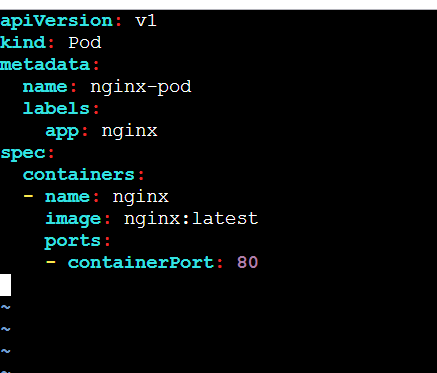 apiVersion: v1
kind: Pod
metadata:
  name: nginx-pod
  labels:
    app: nginx
spec:
  containers:
  - name: nginx
    image: nginx:latest
    ports:
    - containerPort: 80
~
~
~
~